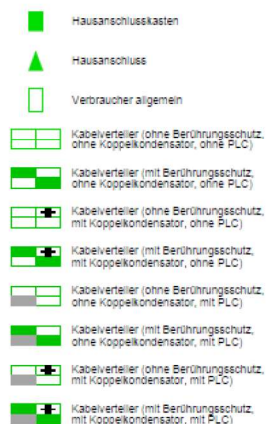 Hausanschlusskasten
Hausanschluss
Verbraucher allgemein
Kabelverteiler (ohne Berührungsschutz,
ohne Koppelkondensator, ohne PLC)
Kabelverteiler (mit Berührungsschutz,
ohne Koppelkondensator, ohne PLC)
Kabelverteiler (ohne Berührungsschutz,
mit Koppelkondensator, ohne PLC)
Kabelverteiler (mit Berührungsschutz,
mit Koppelkondensator, ohne PLC)
Kabelverteiler (ohne Berührungsschutz,
ohne Koppelkondensator, mit PLC)
Kabelverteiler (mit Berührungsschutz,
ohne Koppelkondensator, mit PLC)
Kabelverteiler (ohne Berührungsschutz,
mit Koppelkondensator, mit PLC)
Kabelverteiler (mit Berührungsschutz,
mit Koppelkondensator, mit PLC)